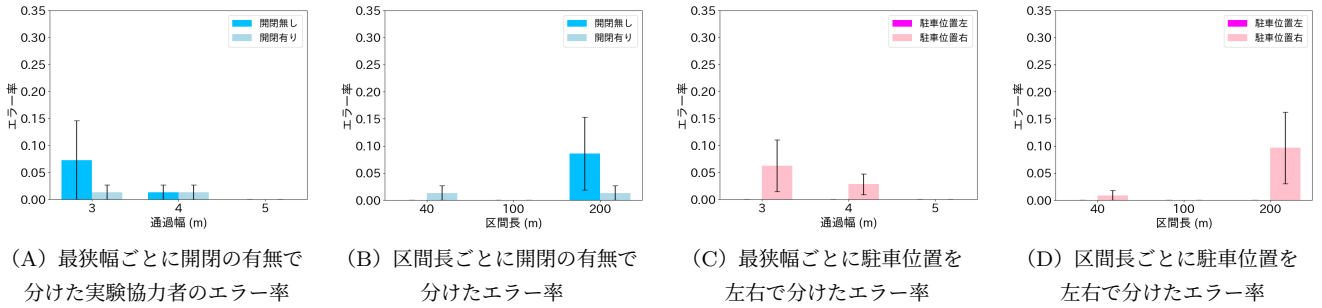 0.35
0.30
0.25
0.20
0.15
0.10
0.05
0.00
エラー率
開閉無し
開閉有り
3
4
5
通過幅 (m)
(A) 最狭幅ごとに開閉の有無で
分けた実験協力者のエラー率
0.35
0.30
0.25
0.20
0.15
0.10
0.05
0.00
エラー率
開閉無し
開閉有り
40
100
200
区間長 (m)
(B) 区間長ごとに開閉の有無で
分けたエラー率
0.35
0.30
0.25
0.20
0.15
0.10
0.05
0.00
エラー率
駐車位置左
駐車位置右
3
4
5
通過幅 (m)
(C) 最狭幅ごとに駐車位置を
左右で分けたエラー率
0.35
0.30
0.25
0.20
0.15
0.10
0.05
0.00
エラー率
駐車位置左
駐車位置右
40
100
200
区間長 (m)
(D) 区間長ごとに駐車位置を
左右で分けたエラー率